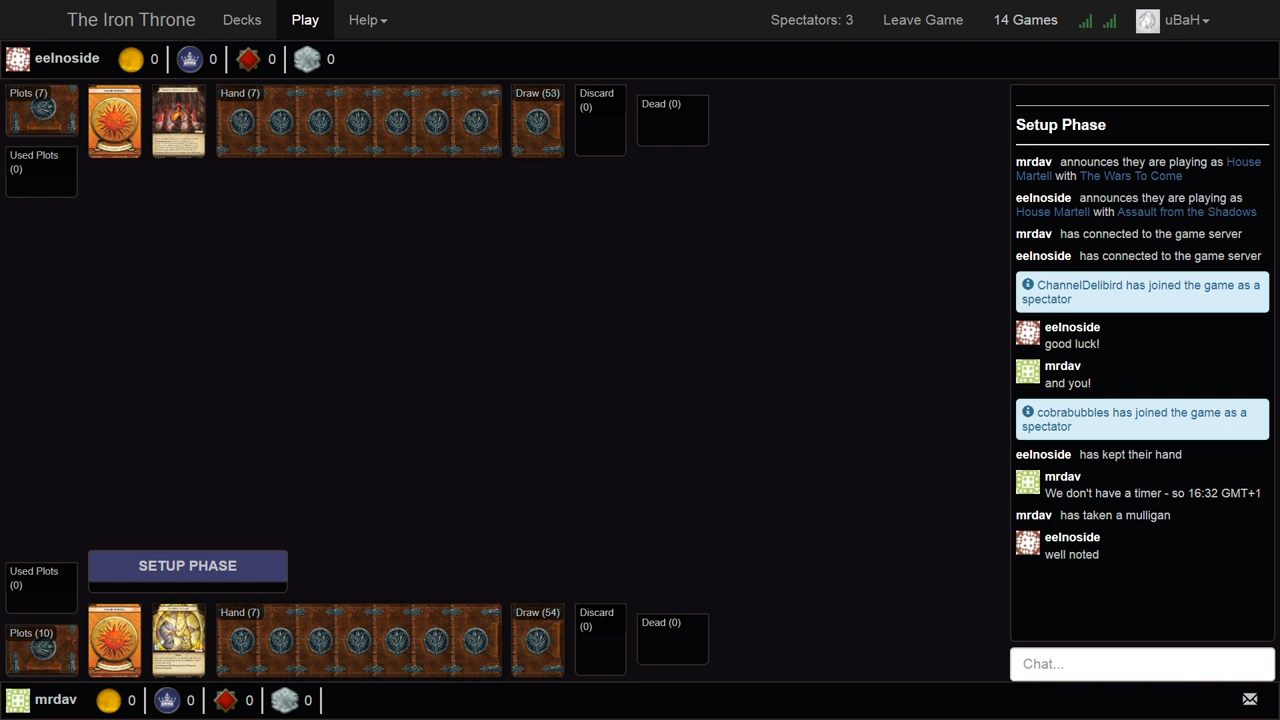 The Iron Throne
Decks
Play
Help
Spectators: 3
Leave Game
14 Games
uBaH
eelnoside
0
0
0
0
Plots (7)
Hand (7)
Draw (53)
Discard
(0)
Dead (0)
Used Plots
(0)
Setup Phase
mrdav announces they are playing as House
Martell with The Wars To Come
eelnoside announces they are playing as
House Martell with Assault from the Shadows
mrdav has connected to the game server
eelnoside has connected to the game server
ChannelDelibird has joined the game as a
spectator
eelnoside
good luck!
mrdav
and you!
cobrabubbles has joined the game as a
spectator
eelnoside has kept their hand
mrdav
We don't have a timer - so 16:32 GMT+1
mrdav has taken a mulligan
eelnoside
well noted
SETUP PHASE
Used Plots
(0)
Plots (10)
Hand (7)
Draw (54)
Discard
(0)
Dead (0)
Chat...
mrdav
0
0
0
0